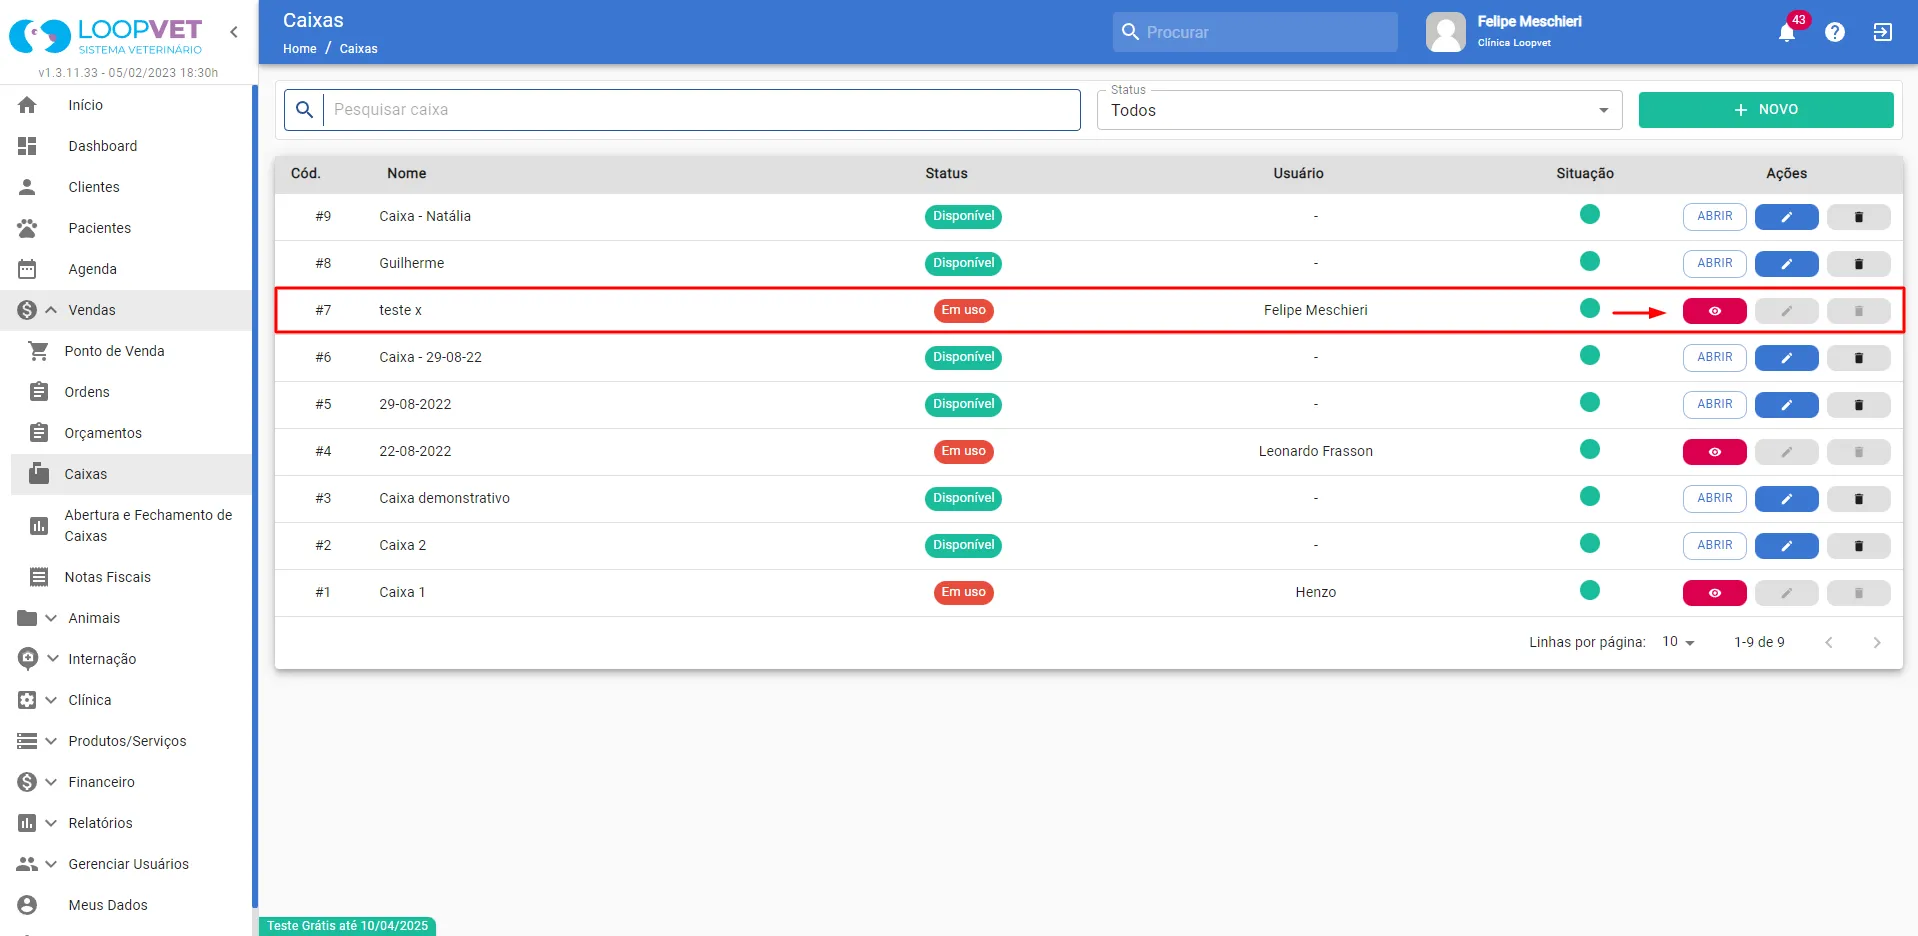 LOOPVET
SISTEMA VETERINÁRIO
v1.3.11.33 - 05/02/2023 18:30h
Início
Dashboard
Clientes
Pacientes
Agenda
Vendas
Ponto de Venda
Ordens
Orçamentos
Caixas
Abertura e Fechamento de
Caixas
Notas Fiscais
Animais
Internação
Clínica
Produtos/Serviços
Financeiro
Relatórios
Gerenciar Usuários
Meus Dados
Caixas
Home / Caixas
Procurar
Felipe Meschieri
Clínica Loopvet
43
Pesquisar caixa
Status
Todos
+ NOVO
Cód. Nome Status Usuário Situação Ações
#9 Caixa - Natália Disponível - ABRIR
#8 Guilherme Disponível - ABRIR
#7 teste x Em uso Felipe Meschieri
#6 Caixa - 29-08-22 Disponível - ABRIR
#5 29-08-2022 Disponível - ABRIR
#4 22-08-2022 Em uso Leonardo Frasson
#3 Caixa demonstrativo Disponível - ABRIR
#2 Caixa 2 Disponível - ABRIR
#1 Caixa 1 Em uso Henzo
Linhas por página: 10 1-9 de 9
Teste Grátis até 10/04/2025